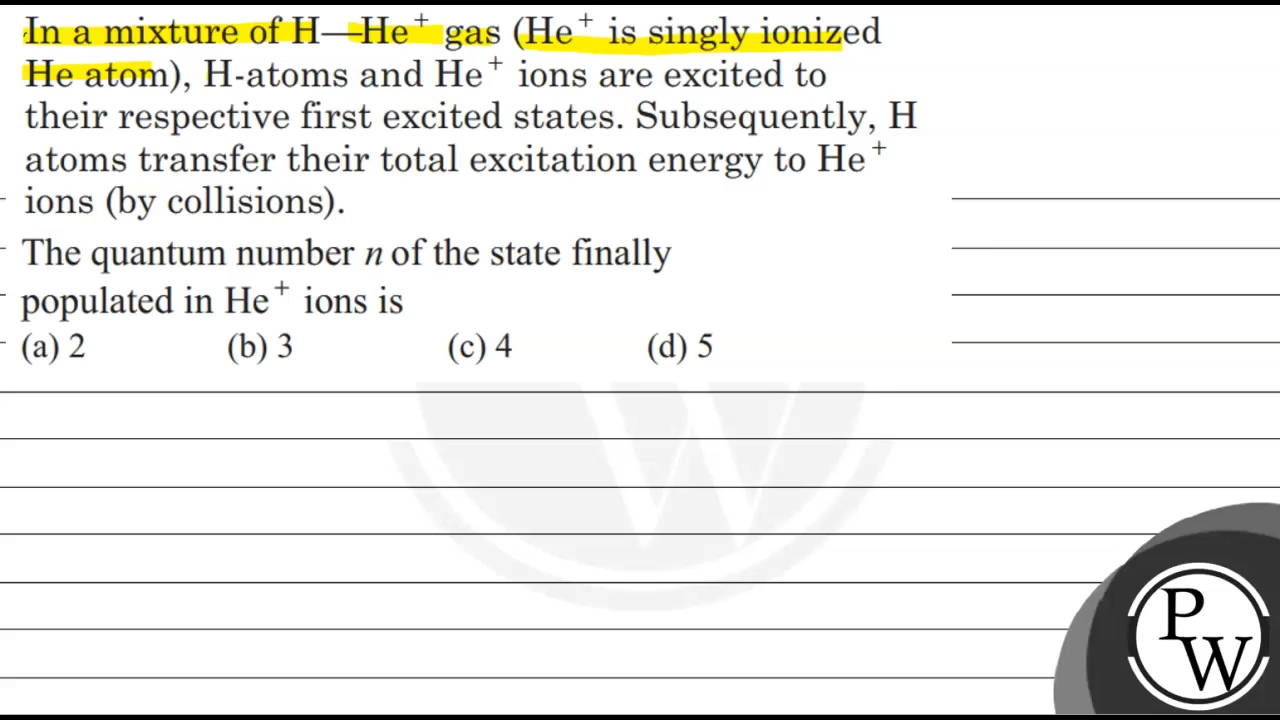 In a mixture of H—He⁺ gas (He⁺ is singly ionized
He atom), H-atoms and He⁺ ions are excited to
their respective first excited states. Subsequently, H
atoms transfer their total excitation energy to He⁺
ions (by collisions).
The quantum number n of the state finally
populated in He⁺ ions is
(a) 2 (b) 3 (c) 4 (d) 5
P
W